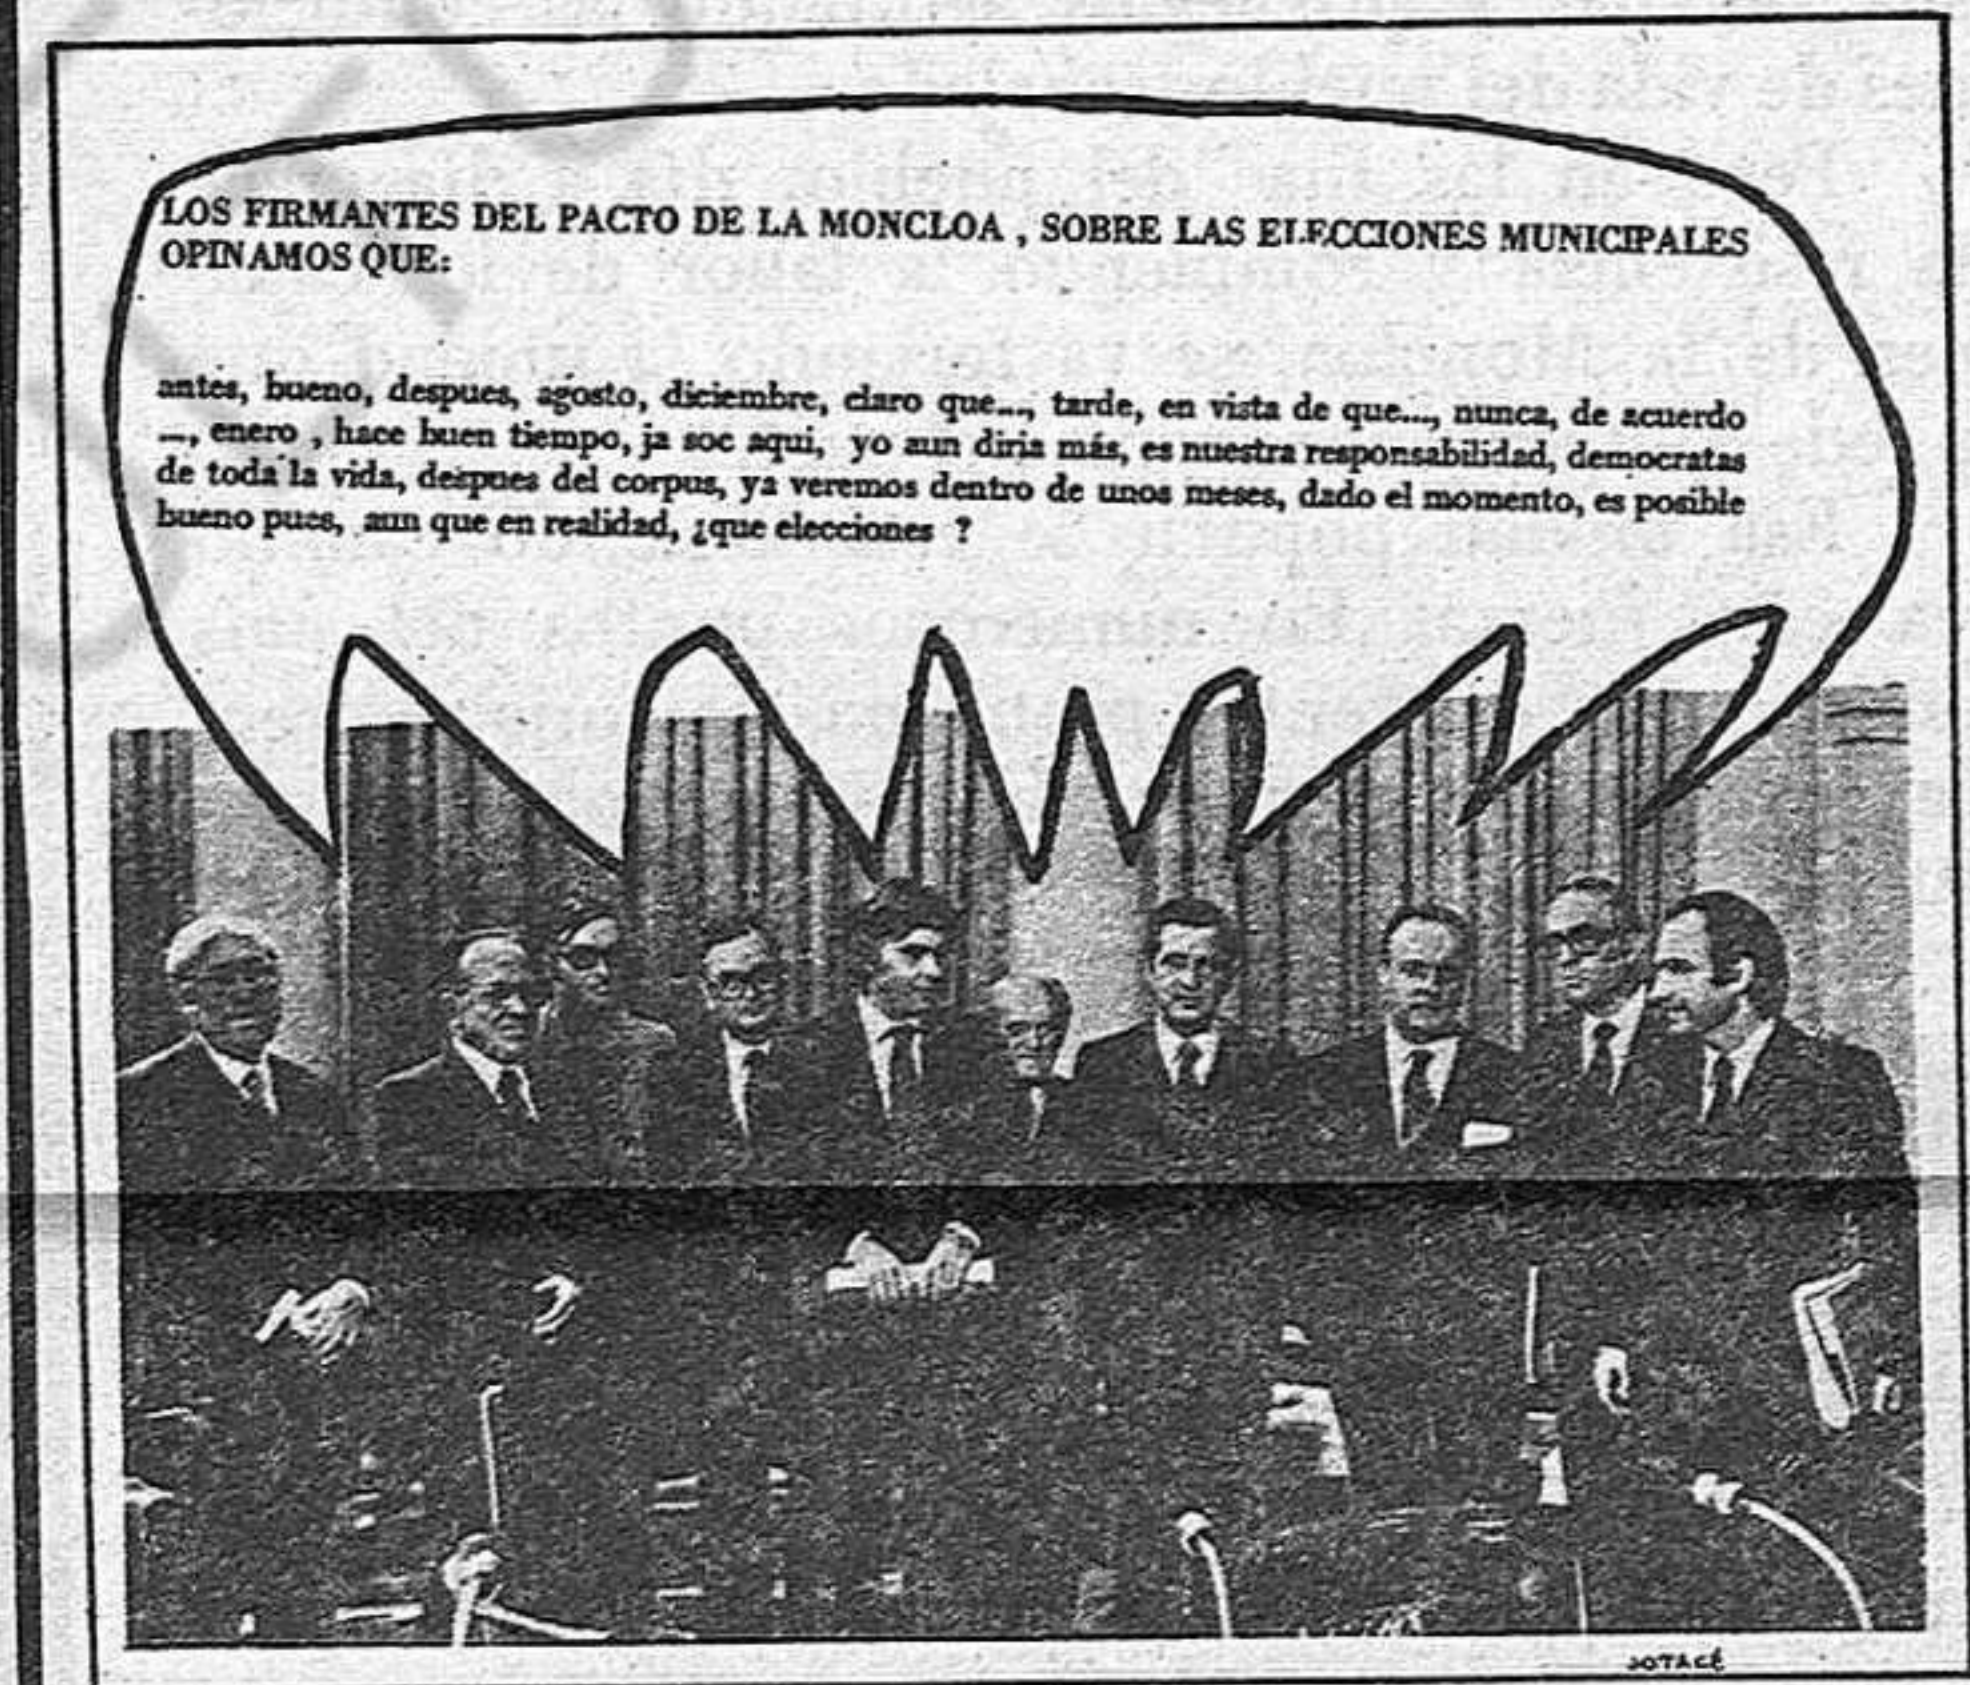 LOS FIRMANTES DEL PACTO DE LA MONCLOA , SOBRE LAS ELECCIONES MUNICIPALES
OPINAMOS QUE:
antes, bueno, despues, agosto, diciembre, claro que..., tarde, en vista de que..., nunca, de acuerdo
..., enero , hace buen tiempo, ja soc aqui, yo aun diria más, es nuestra responsabilidad, democratas
de toda la vida, despues del corpus, ya veremos dentro de unos meses, dado el momento, es posible
bueno pues, aun que en realidad, ¿que elecciones ?
JOTACÉ